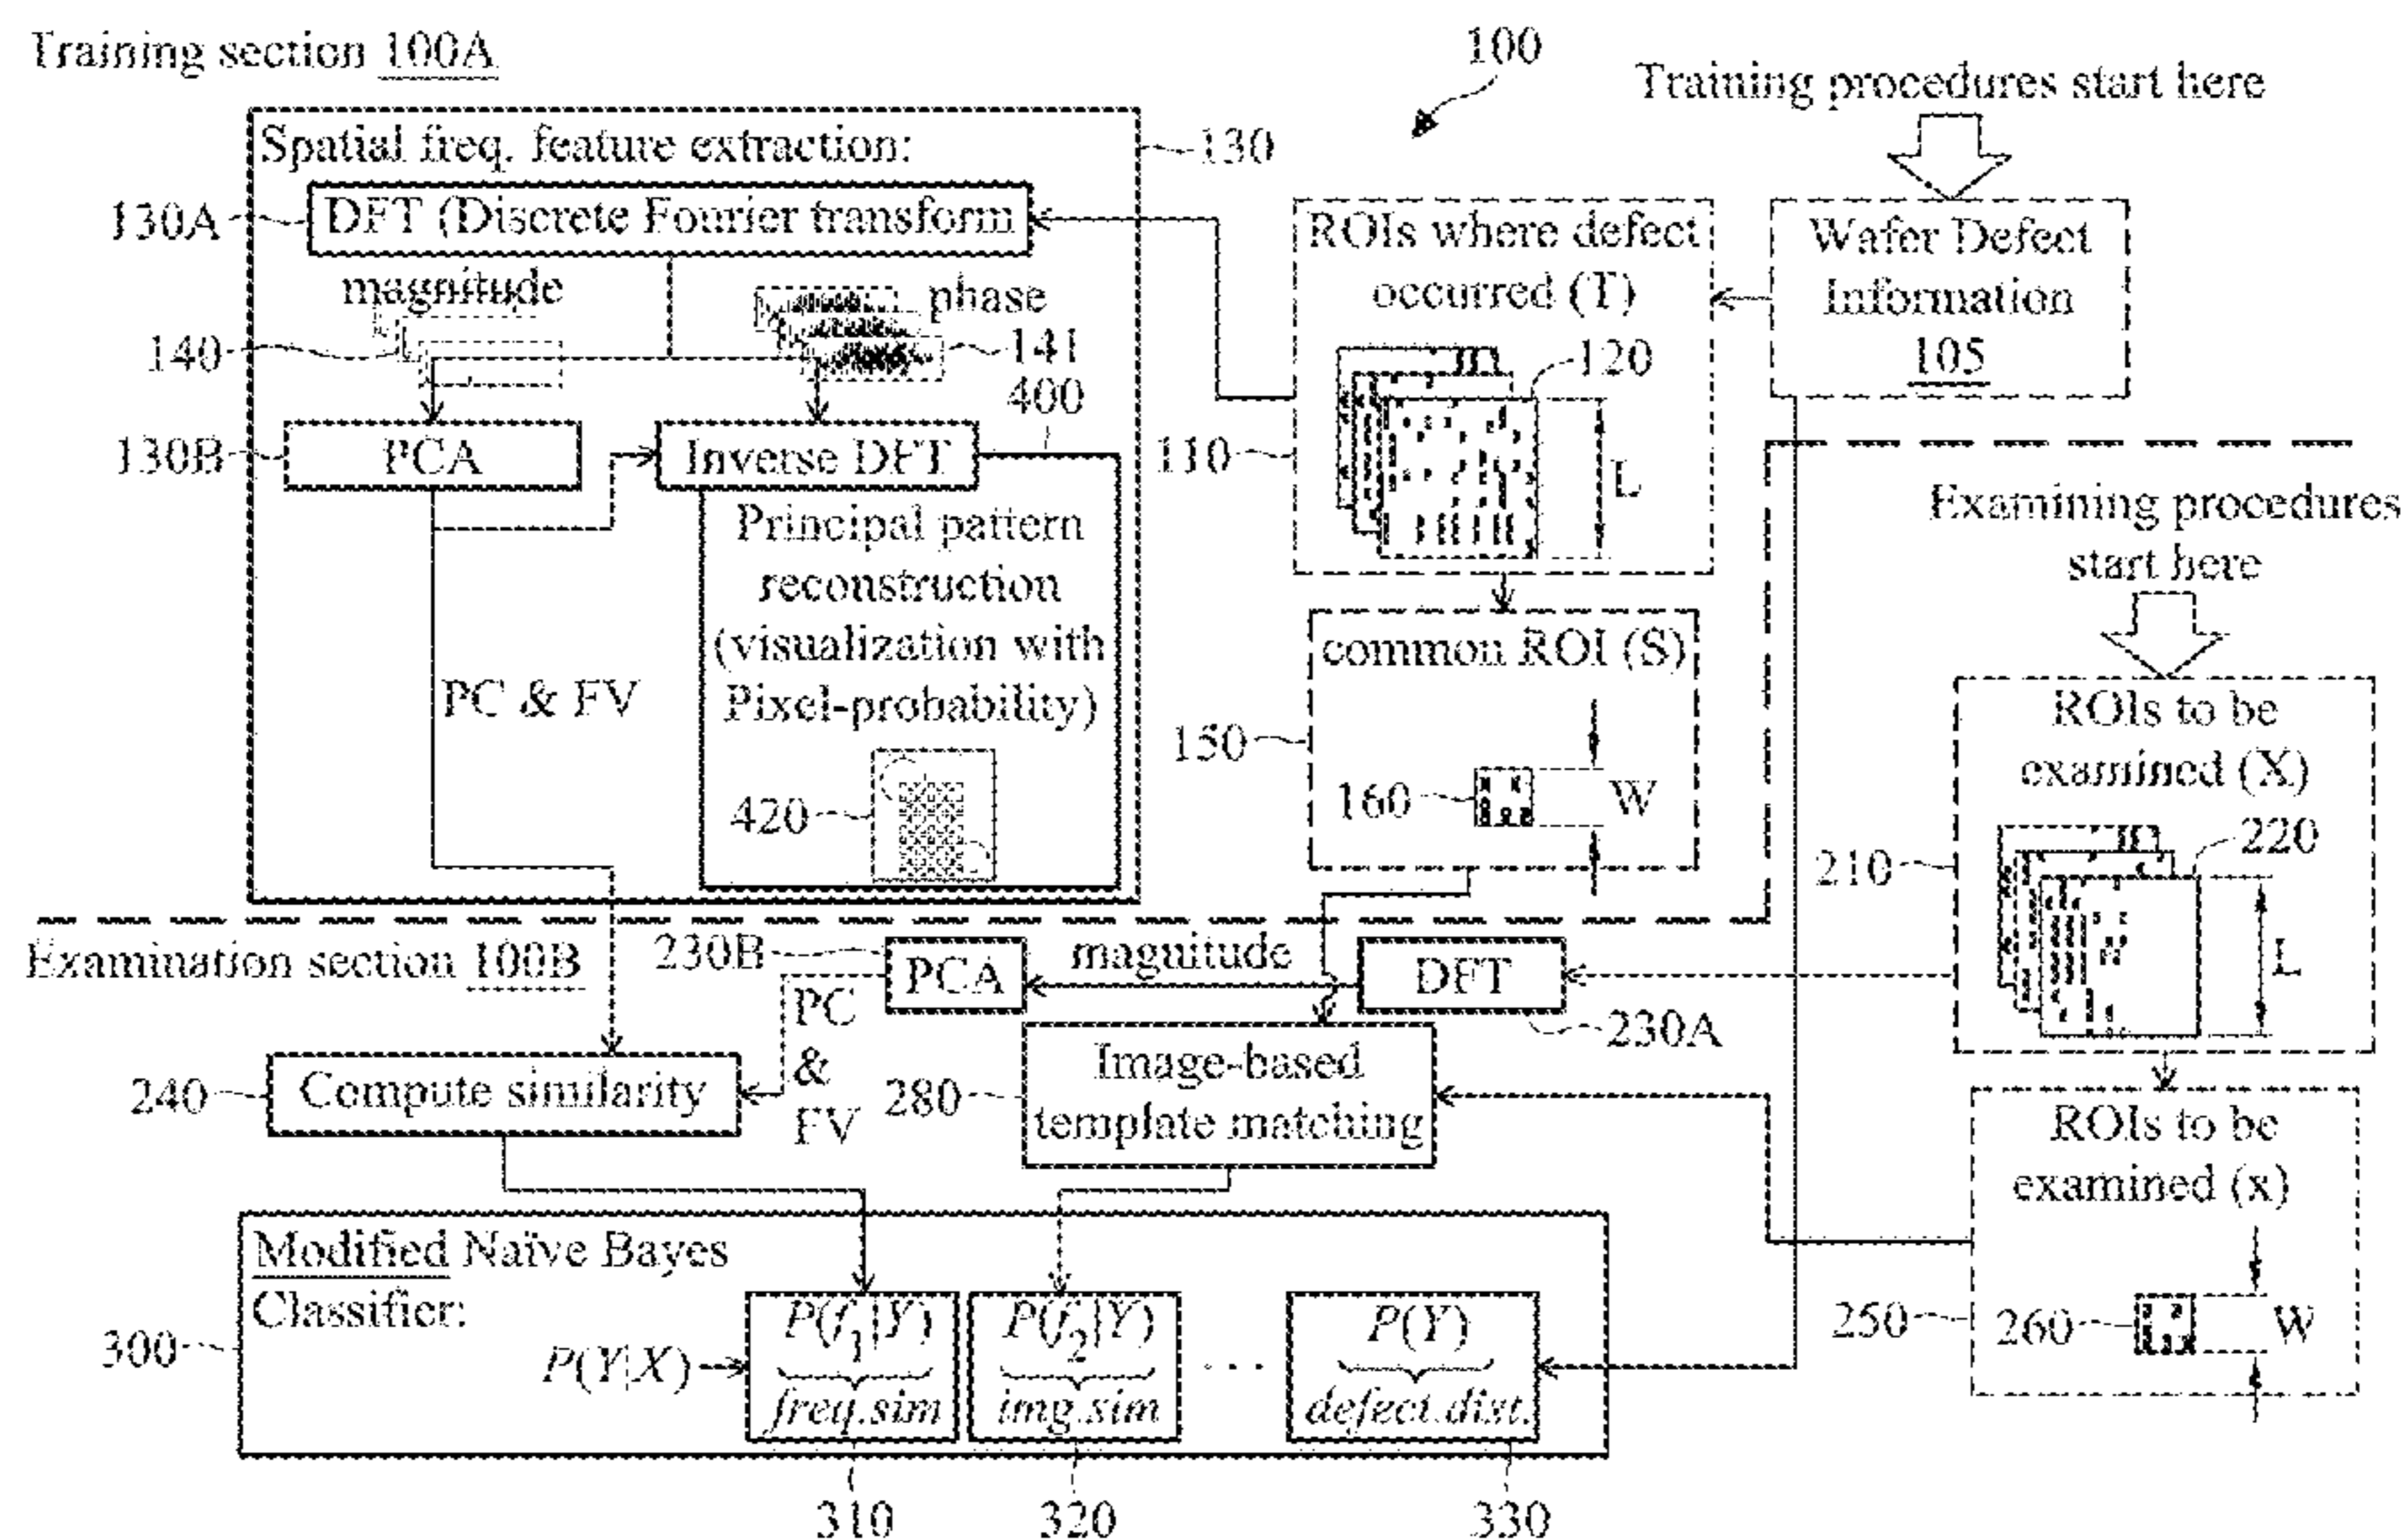 Training section 100A
100
Training procedures start here
Spatial freq. feature extraction:
130
130A
DFT (Discrete Fourier transform
magnitude
phase
140
141
400
130B
PCA
Inverse DFT
Principal pattern
reconstruction
(visualization with
Pixel-probability)
PC & FV
420
ROIs where defect
occurred (T)
120
110
L
Wafer Defect
Information
105
common ROI (S)
150
160
W
Examining procedures
start here
ROIs to be
examined (X)
220
210
L
Examination section 100B
230B
PCA
magnitude
DFT
230A
PC
&
FV
240
Compute similarity
280
Image-based
template matching
ROIs to be
examined (x)
250
260
W
Modified Naïve Bayes
Classifier:
300
P(Y|X)
P(f1|Y)
freq.sim
P(f2|Y)
img.sim
...
P(Y)
defect.dist.
310
320
330